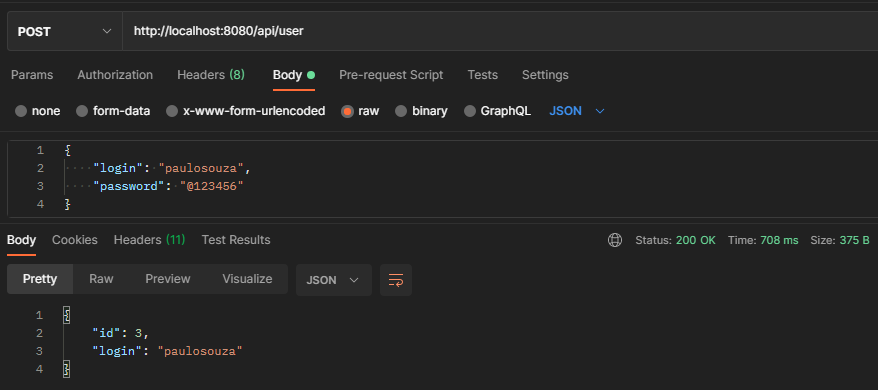 POST http://localhost:8080/api/user
Params Authorization Headers (8) Body Pre-request Script Tests Settings
none form-data x-www-form-urlencoded raw binary GraphQL JSON
1 {
2 "login": "paulosouza",
3 "password": "@123456"
4 }
Body Cookies Headers (11) Test Results Status: 200 OK Time: 708 ms Size: 375 B
Pretty Raw Preview Visualize JSON
1 {
2 "id": 3,
3 "login": "paulosouza"
4 }